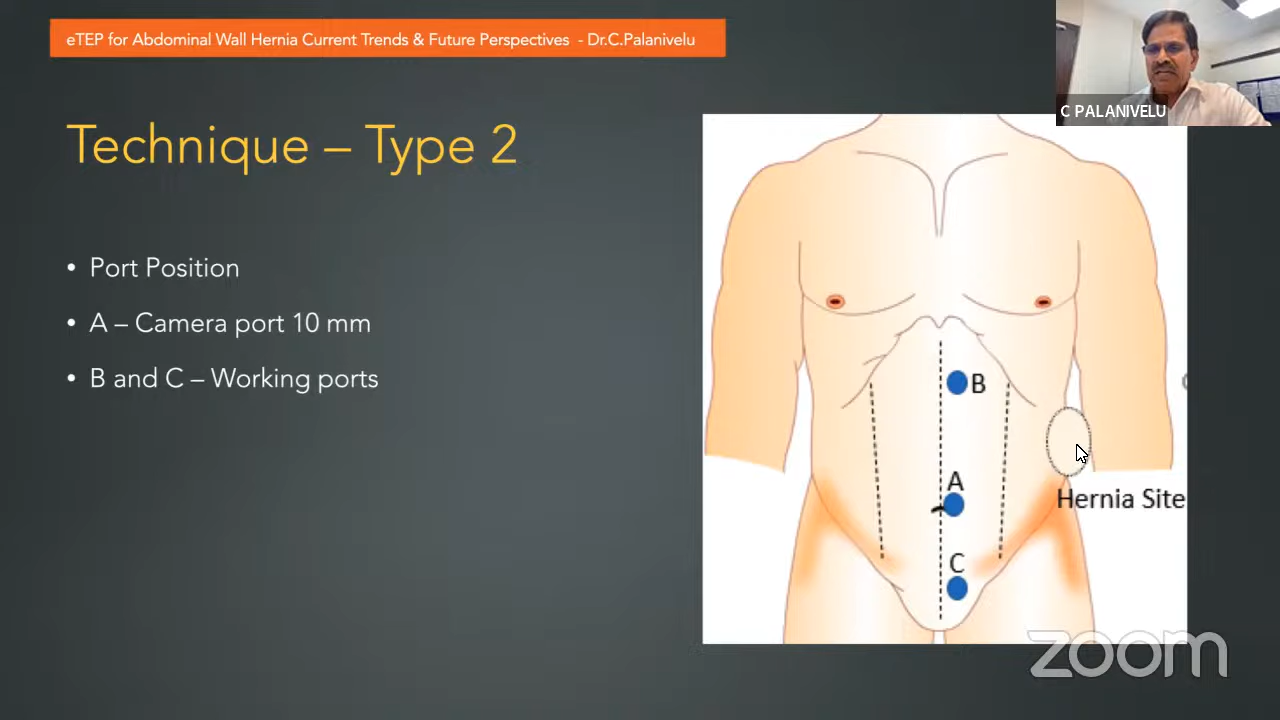 eTEP for Abdominal Wall Hernia Current Trends & Future Perspectives - Dr.C.Palanivelu
C PALANIVELU
Technique – Type 2
• Port Position
• A – Camera port 10 mm
• B and C – Working ports
B
A
Hernia Site
C
zoom